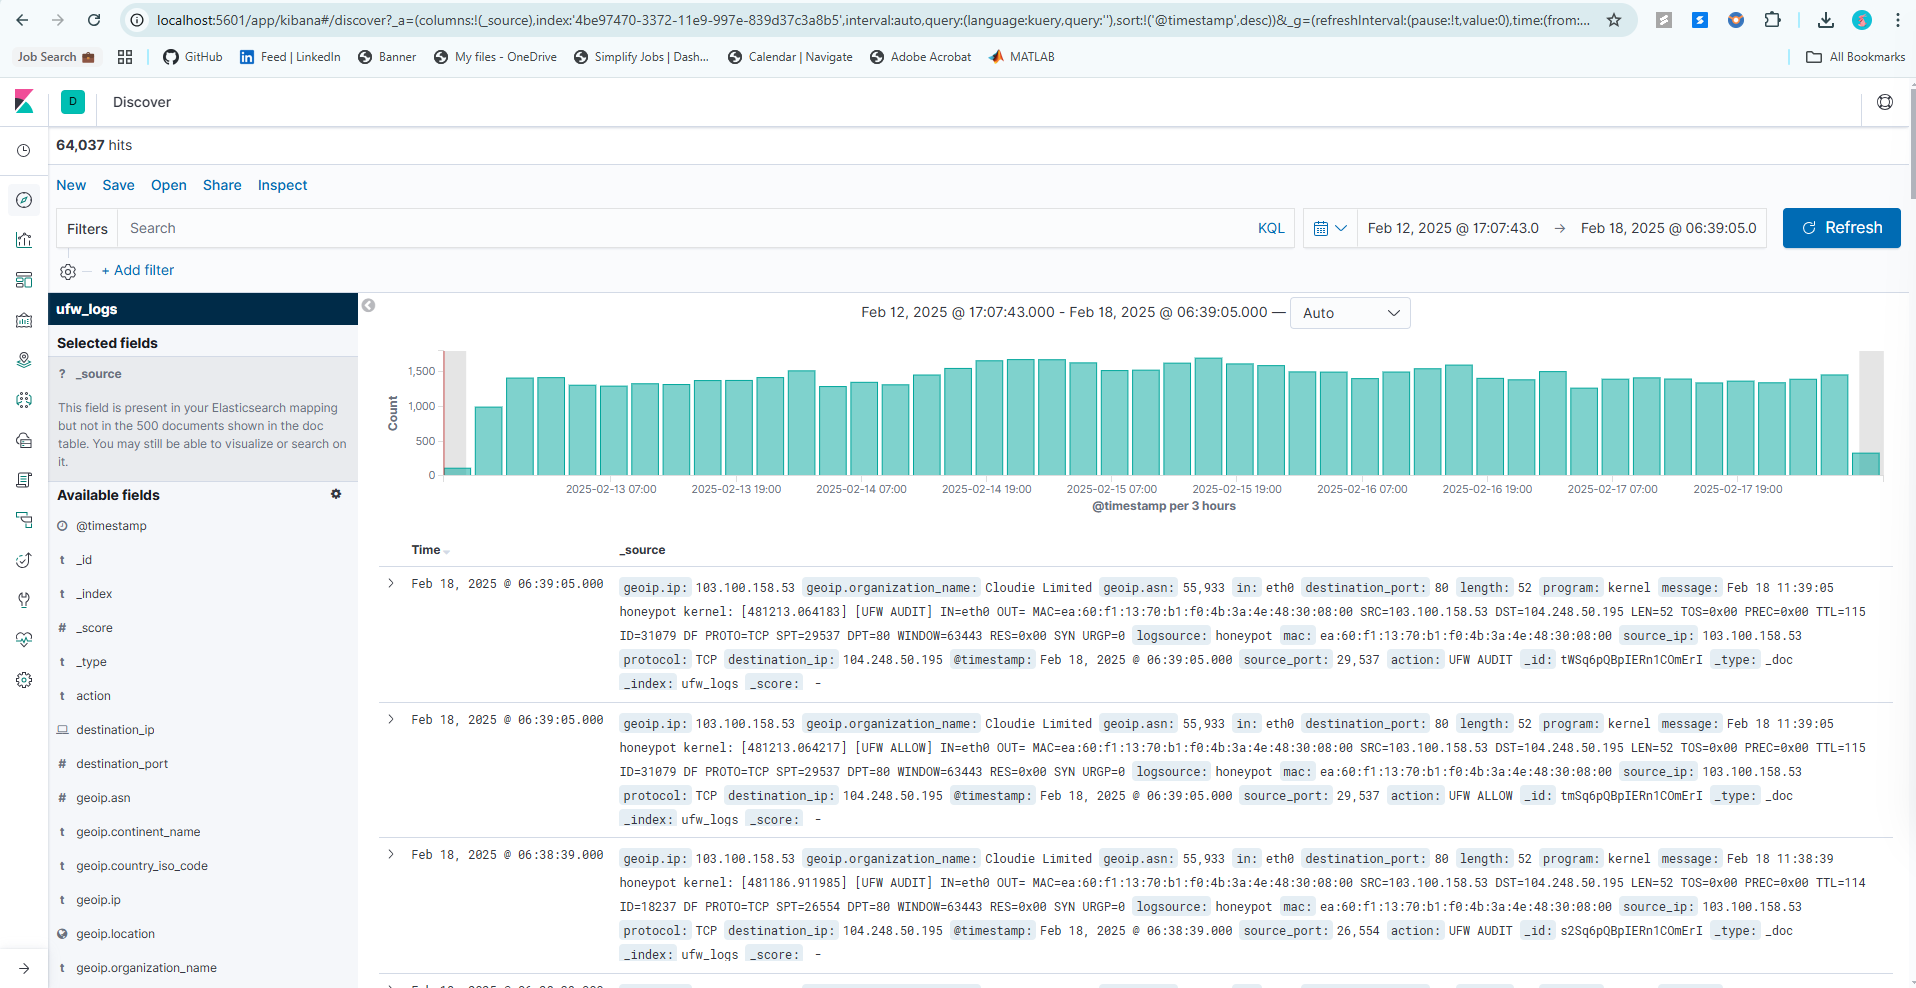 localhost:5601/app/kibana#/discover?_a=(columns:!(_source),index:'4be97470-3372-11e9-997e-839d37c3a8b5',interval:auto,query:(language:kuery,query:''),sort:!('@timestamp',desc))&_g=(refreshInterval:(pause:!t,value:0),time:(from:...
Job Search GitHub Feed | LinkedIn Banner My files - OneDrive Simplify Jobs | Dash... Calendar | Navigate Adobe Acrobat MATLAB All Bookmarks
D Discover
64,037 hits
New Save Open Share Inspect
Filters Search KQL Feb 12, 2025 @ 17:07:43.0 → Feb 18, 2025 @ 06:39:05.0 Refresh
+ Add filter
ufw_logs
Selected fields
? _source
This field is present in your Elasticsearch mapping
but not in the 500 documents shown in the doc
table. You may still be able to visualize or search on
it.
Available fields
@timestamp
t _id
t _index
# _score
t _type
t action
destination_ip
# destination_port
# geoip.asn
t geoip.continent_name
t geoip.country_iso_code
t geoip.ip
geoip.location
t geoip.organization_name
Feb 12, 2025 @ 17:07:43.000 - Feb 18, 2025 @ 06:39:05.000 — Auto
Count
1,500
1,000
500
0
2025-02-13 07:00 2025-02-13 19:00 2025-02-14 07:00 2025-02-14 19:00 2025-02-15 07:00 2025-02-15 19:00 2025-02-16 07:00 2025-02-16 19:00 2025-02-17 07:00 2025-02-17 19:00
@timestamp per 3 hours
Time _source
Feb 18, 2025 @ 06:39:05.000 geoip.ip: 103.100.158.53 geoip.organization_name: Cloudie Limited geoip.asn: 55,933 in: eth0 destination_port: 80 length: 52 program: kernel message: Feb 18 11:39:05
honeypot kernel: [481213.064183] [UFW AUDIT] IN=eth0 OUT= MAC=ea:60:f1:13:70:b1:f0:4b:3a:4e:48:30:08:00 SRC=103.100.158.53 DST=104.248.50.195 LEN=52 TOS=0x00 PREC=0x00 TTL=115
ID=31079 DF PROTO=TCP SPT=29537 DPT=80 WINDOW=63443 RES=0x00 SYN URGP=0 logsource: honeypot mac: ea:60:f1:13:70:b1:f0:4b:3a:4e:48:30:08:00 source_ip: 103.100.158.53
protocol: TCP destination_ip: 104.248.50.195 @timestamp: Feb 18, 2025 @ 06:39:05.000 source_port: 29,537 action: UFW AUDIT _id: tWSq6pQBpIERn1COmErI _type: _doc
_index: ufw_logs _score: -
Feb 18, 2025 @ 06:39:05.000 geoip.ip: 103.100.158.53 geoip.organization_name: Cloudie Limited geoip.asn: 55,933 in: eth0 destination_port: 80 length: 52 program: kernel message: Feb 18 11:39:05
honeypot kernel: [481213.064217] [UFW ALLOW] IN=eth0 OUT= MAC=ea:60:f1:13:70:b1:f0:4b:3a:4e:48:30:08:00 SRC=103.100.158.53 DST=104.248.50.195 LEN=52 TOS=0x00 PREC=0x00 TTL=115
ID=31079 DF PROTO=TCP SPT=29537 DPT=80 WINDOW=63443 RES=0x00 SYN URGP=0 logsource: honeypot mac: ea:60:f1:13:70:b1:f0:4b:3a:4e:48:30:08:00 source_ip: 103.100.158.53
protocol: TCP destination_ip: 104.248.50.195 @timestamp: Feb 18, 2025 @ 06:39:05.000 source_port: 29,537 action: UFW ALLOW _id: tmSq6pQBpIERn1COmErI _type: _doc
_index: ufw_logs _score: -
Feb 18, 2025 @ 06:38:39.000 geoip.ip: 103.100.158.53 geoip.organization_name: Cloudie Limited geoip.asn: 55,933 in: eth0 destination_port: 80 length: 52 program: kernel message: Feb 18 11:38:39
honeypot kernel: [481186.911985] [UFW AUDIT] IN=eth0 OUT= MAC=ea:60:f1:13:70:b1:f0:4b:3a:4e:48:30:08:00 SRC=103.100.158.53 DST=104.248.50.195 LEN=52 TOS=0x00 PREC=0x00 TTL=114
ID=18237 DF PROTO=TCP SPT=26554 DPT=80 WINDOW=63443 RES=0x00 SYN URGP=0 logsource: honeypot mac: ea:60:f1:13:70:b1:f0:4b:3a:4e:48:30:08:00 source_ip: 103.100.158.53
protocol: TCP destination_ip: 104.248.50.195 @timestamp: Feb 18, 2025 @ 06:38:39.000 source_port: 26,554 action: UFW AUDIT _id: s2Sq6pQBpIERn1COmErI _type: _doc
_index: ufw_logs _score: -